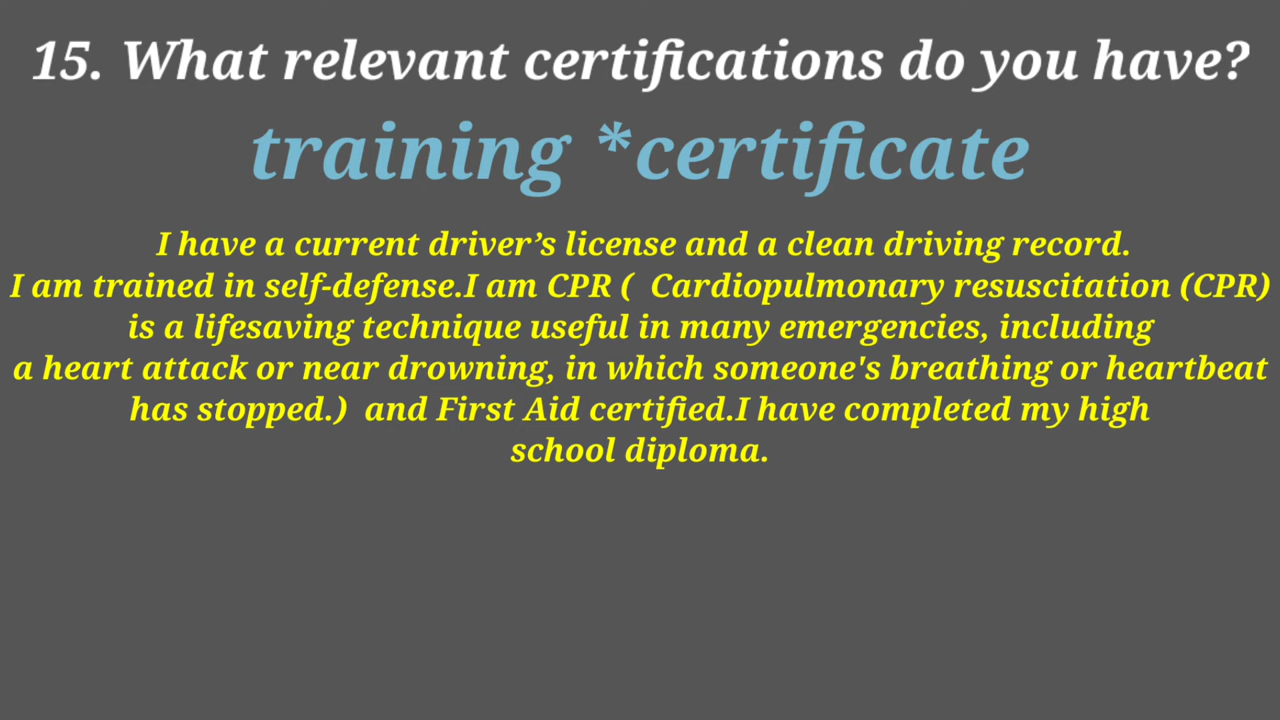 15. What relevant certifications do you have?
training *certificate
I have a current driver’s license and a clean driving record.
I am trained in self-defense.I am CPR (  Cardiopulmonary resuscitation (CPR)
is a lifesaving technique useful in many emergencies, including
a heart attack or near drowning, in which someone's breathing or heartbeat
has stopped.)  and First Aid certified.I have completed my high
school diploma.